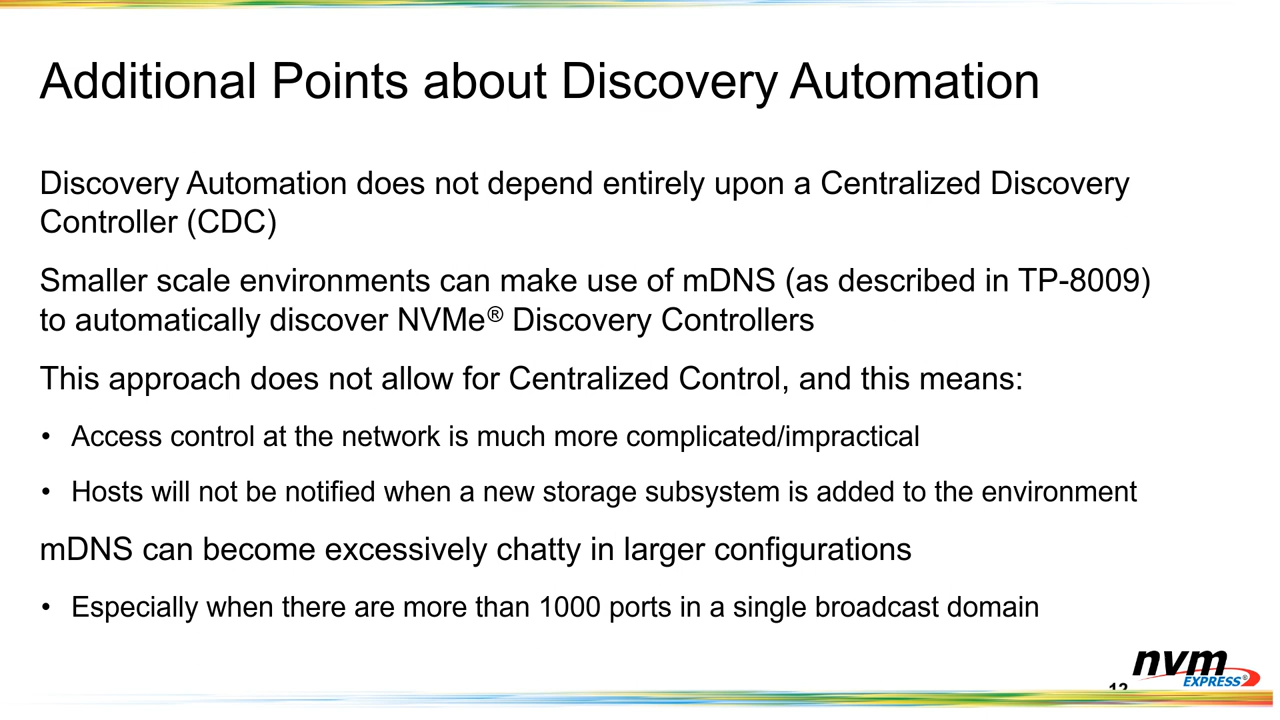 Additional Points about Discovery Automation
Discovery Automation does not depend entirely upon a Centralized Discovery
Controller (CDC)
Smaller scale environments can make use of mDNS (as described in TP-8009)
to automatically discover NVMe® Discovery Controllers
This approach does not allow for Centralized Control, and this means:
• Access control at the network is much more complicated/impractical
• Hosts will not be notified when a new storage subsystem is added to the environment
mDNS can become excessively chatty in larger configurations
• Especially when there are more than 1000 ports in a single broadcast domain
nvm
EXPRESS®